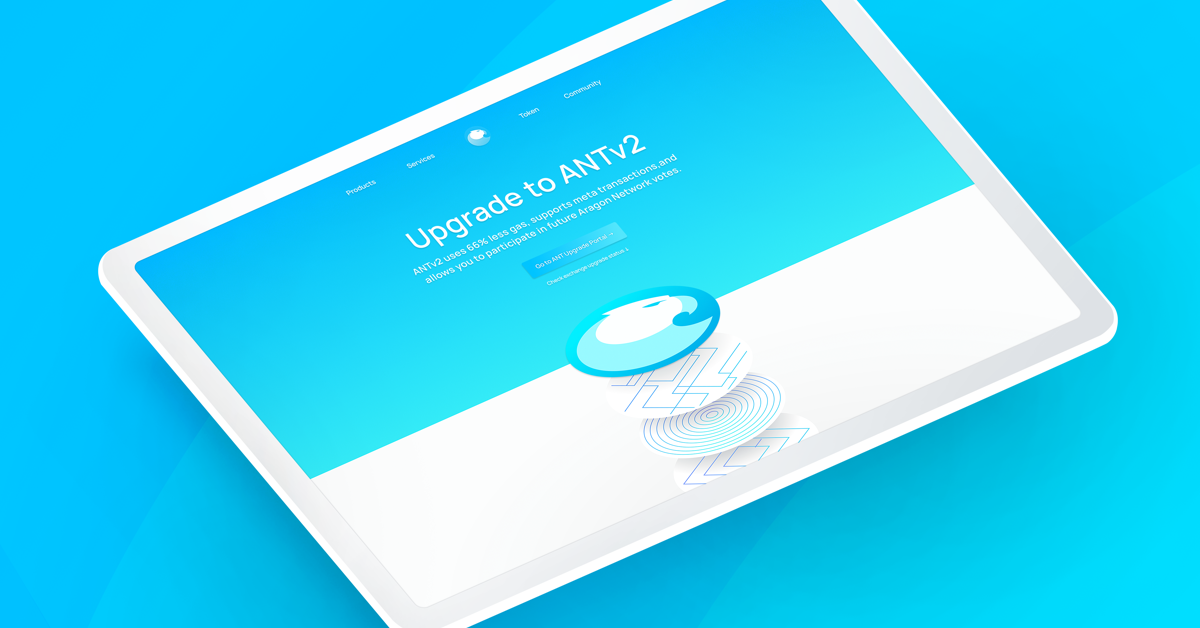 Products
Services
Token
Community
Upgrade to ANTv2
ANTv2 uses 66% less gas, supports meta transactions,and
allows you to participate in future Aragon Network votes.
Go to ANT Upgrade Portal
Check exchange upgrade status